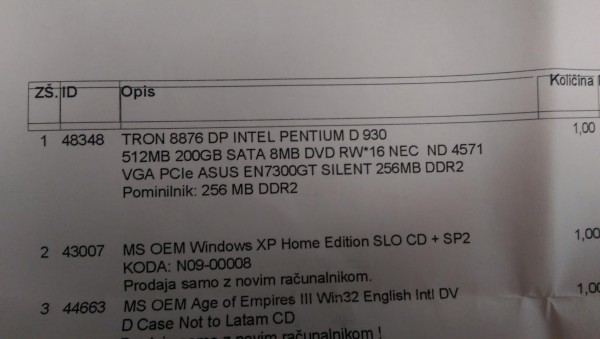 ZŠ. ID Opis Količina
1 48348 TRON 8876 DP INTEL PENTIUM D 930 1,00
512MB 200GB SATA 8MB DVD RW*16 NEC ND 4571
VGA PCIe ASUS EN7300GT SILENT 256MB DDR2
Pominilnik: 256 MB DDR2
2 43007 MS OEM Windows XP Home Edition SLO CD + SP2 1,00
KODA: N09-00008
Prodaja samo z novim računalnikom.
3 44663 MS OEM Age of Empires III Win32 English Intl DV 1,00
D Case Not to Latam CD
samo z novim računalnikom !